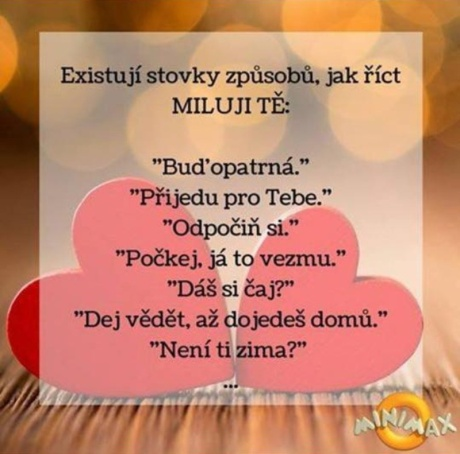 Existují stovky způsobů, jak říct
MILUJI TĚ:
"Buď opatrná."
"Přijedu pro Tebe."
"Odpočiň si."
"Počkej, já to vezmu."
"Dáš si čaj?"
"Dej vědět, až dojedeš domů."
"Není ti zima?"
...
MINIMAX